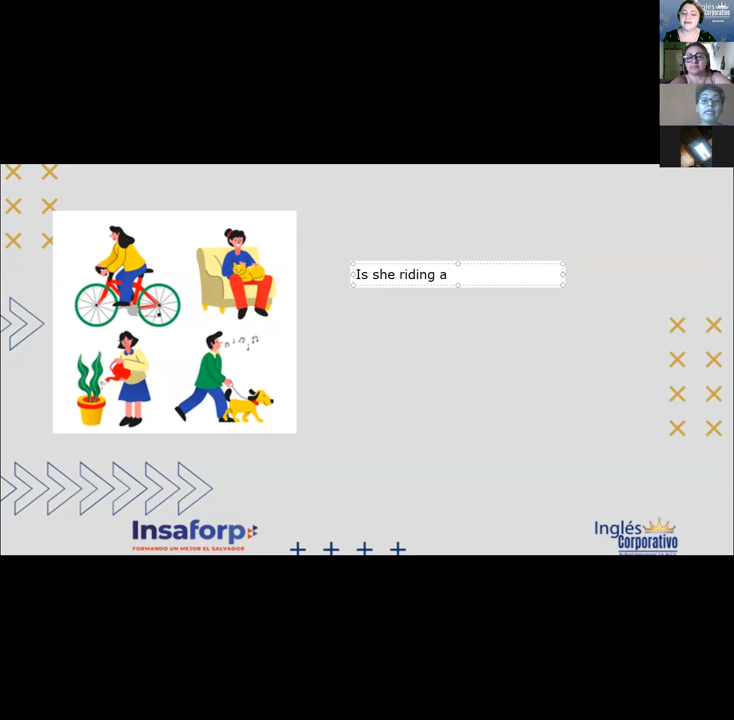 Is she riding a
Insaforp
FORMANDO UN MEJOR EL SALVADOR
Inglés
Corporativo